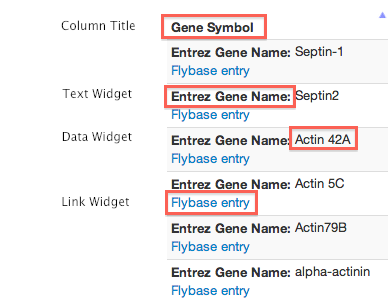 Column Title Gene Symbol
Entrez Gene Name: Septin-1
Flybase entry
Text Widget Entrez Gene Name: Septin2
Flybase entry
Data Widget Entrez Gene Name: Actin 42A
Flybase entry
Entrez Gene Name: Actin 5C
Link Widget Flybase entry
Entrez Gene Name: Actin79B
Flybase entry
Entrez Gene Name: alpha-actinin
Flybase entry